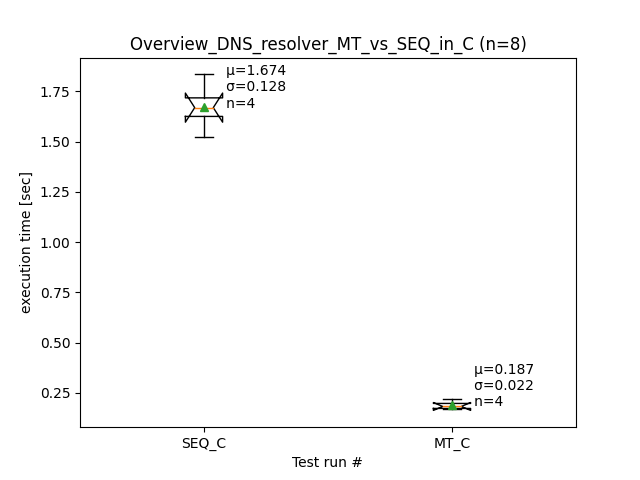 Overview_DNS_resolver_MT_vs_SEQ_in_C (n=8)
μ=1.674
σ=0.128
n=4
1.75
1.50
1.25
1.00
0.75
0.50
0.25
execution time [sec]
μ=0.187
σ=0.022
n=4
SEQ_C
MT_C
Test run #